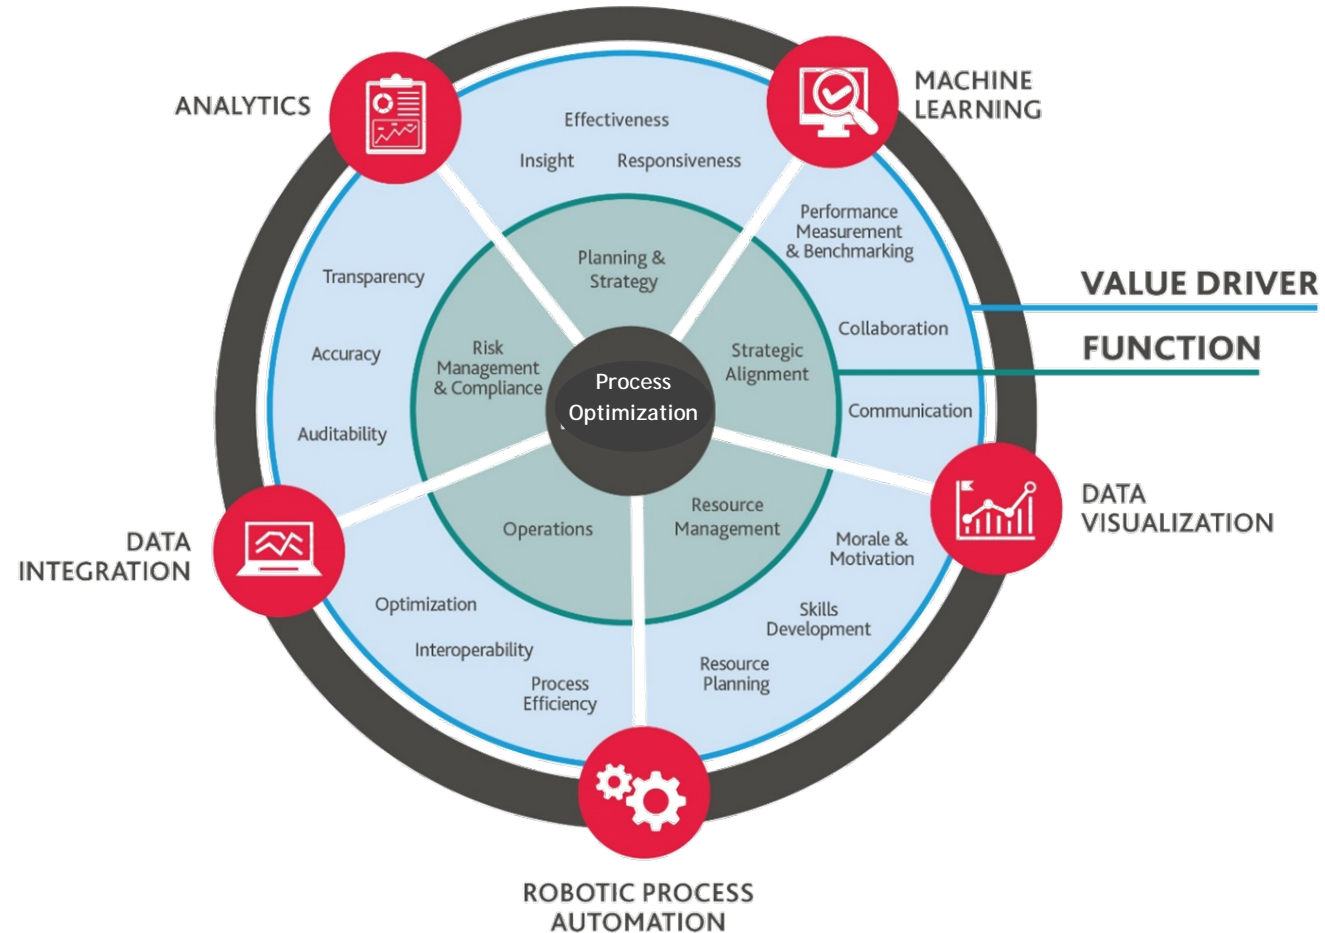 ANALYTICS
MACHINE
LEARNING
Effectiveness
Insight
Responsiveness
Performance
Measurement
& Benchmarking
Collaboration
Communication
VALUE DRIVER
FUNCTION
Transparency
Accuracy
Auditability
Planning &
Strategy
Risk
Management
& Compliance
Strategic
Alignment
Process
Optimization
Operations
Resource
Management
DATA
INTEGRATION
DATA
VISUALIZATION
Morale &
Motivation
Skills
Development
Resource
Planning
Optimization
Interoperability
Process
Efficiency
ROBOTIC PROCESS
AUTOMATION